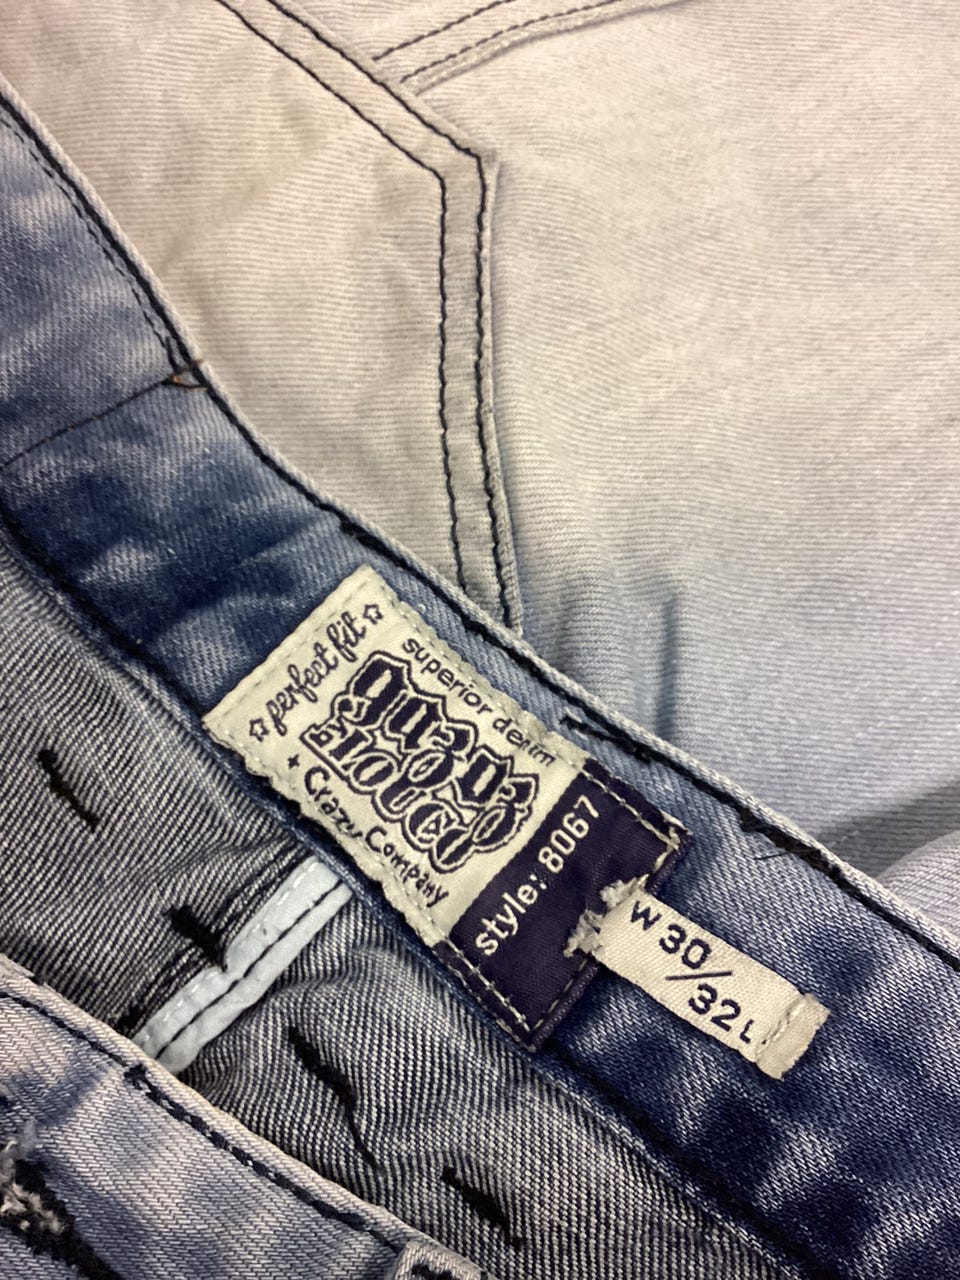 perfect fit
superior denim
by
Crazy Company
style: 8067
W 30/32 L